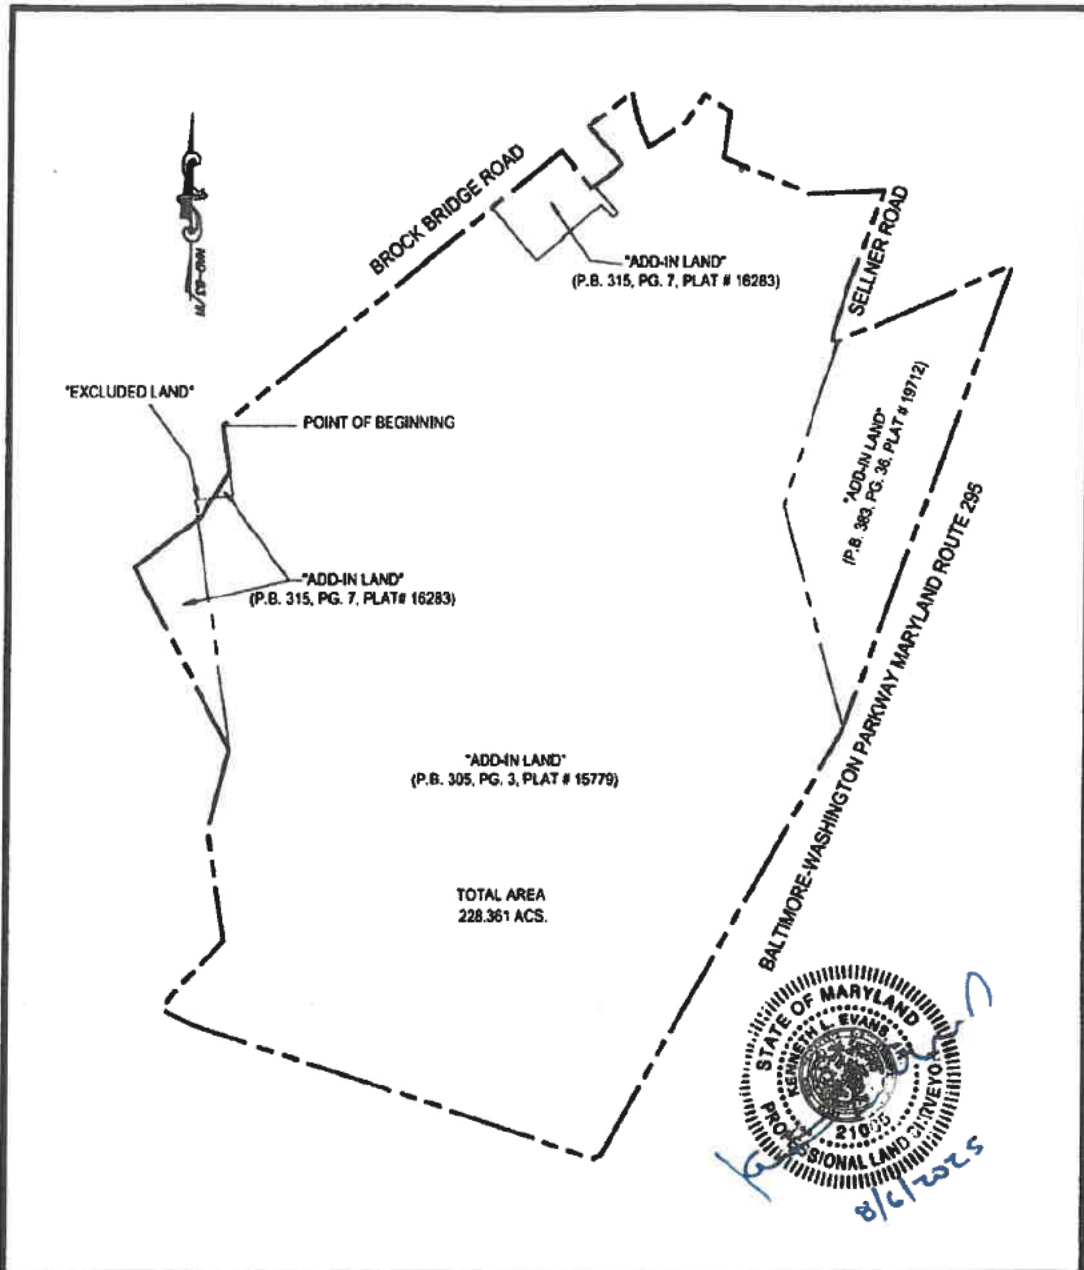 BROCK BRIDGE ROAD
"ADD-IN LAND"
(P.B. 315, PG. 7, PLAT # 16283)
SELLNER ROAD
"EXCLUDED LAND"
POINT OF BEGINNING
"ADD-IN LAND"
(P.B. 383, PG. 36, PLAT # 19712)
"ADD-IN LAND"
(P.B. 315, PG. 7, PLAT# 16283)
BALTIMORE-WASHINGTON PARKWAY MARYLAND ROUTE 295
"ADD-IN LAND"
(P.B. 305, PG. 3, PLAT # 15779)
TOTAL AREA
228.361 ACS.
STATE OF MARYLAND
KENNETH L. EVANS
PROFESSIONAL LAND SURVEYOR